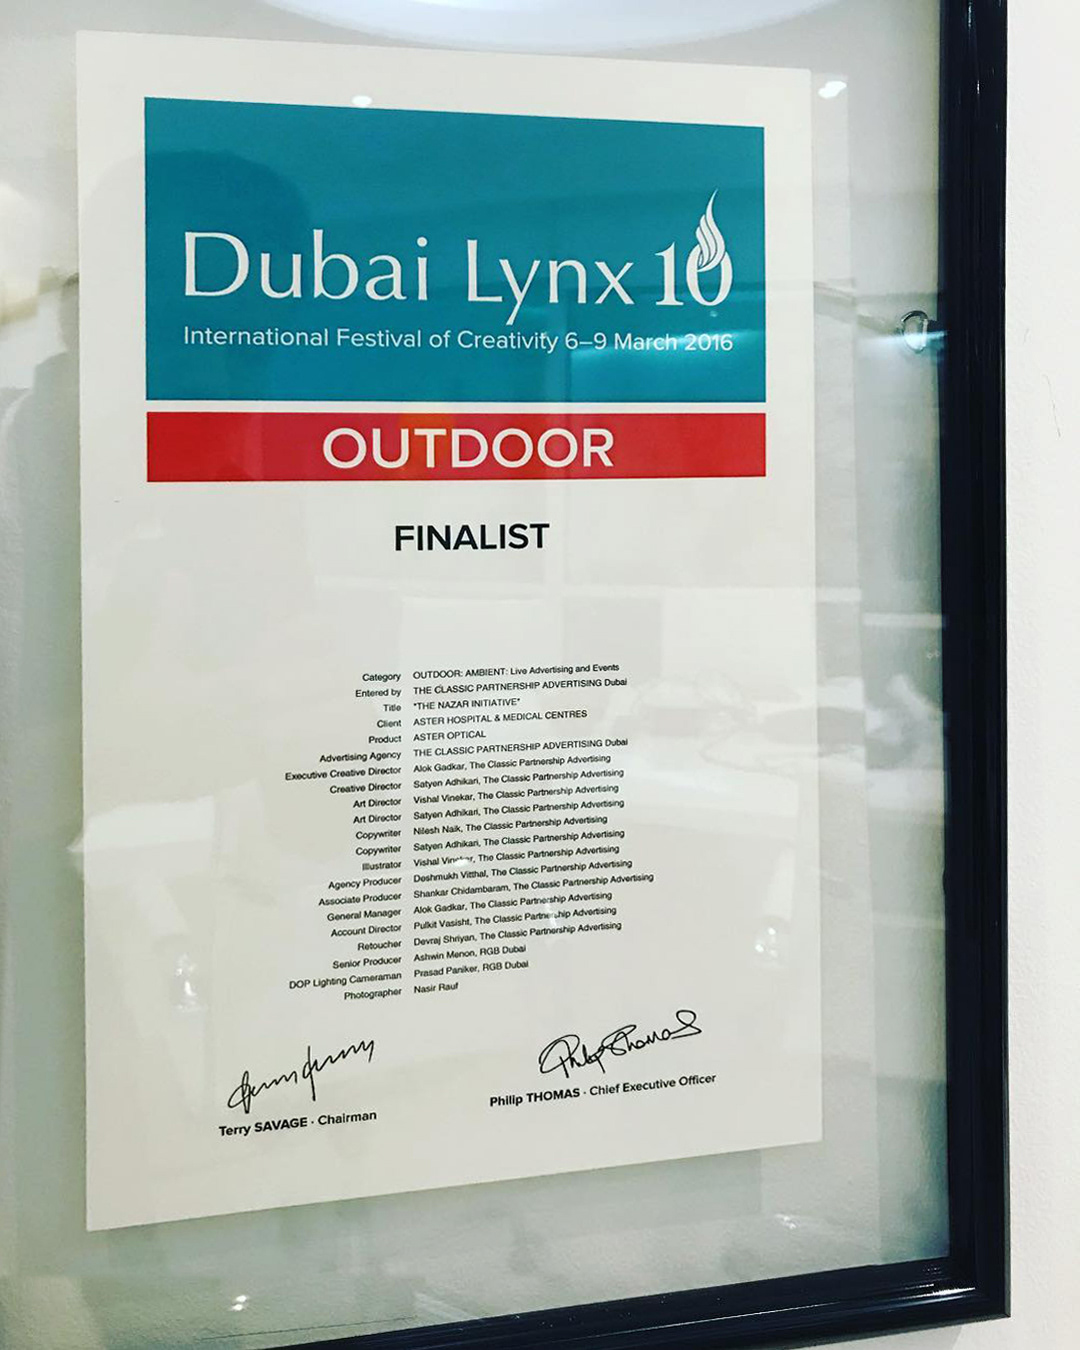 Dubai Lynx 10
International Festival of Creativity 6–9 March 2016
OUTDOOR
FINALIST
Category OUTDOOR: AMBIENT: Live Advertising and Events
Entered by THE CLASSIC PARTNERSHIP ADVERTISING Dubai
Title "THE NAZAR INITIATIVE"
Client ASTER HOSPITAL & MEDICAL CENTRES
Product ASTER OPTICAL
Advertising Agency THE CLASSIC PARTNERSHIP ADVERTISING Dubai
Executive Creative Director Alok Gadkar, The Classic Partnership Advertising
Creative Director Satyen Adhikari, The Classic Partnership Advertising
Art Director Vishal Vinekar, The Classic Partnership Advertising
Art Director Satyen Adhikari, The Classic Partnership Advertising
Copywriter Nilesh Naik, The Classic Partnership Advertising
Copywriter Satyen Adhikari, The Classic Partnership Advertising
Illustrator Vishal Vinekar, The Classic Partnership Advertising
Agency Producer Deshmukh Vitthal, The Classic Partnership Advertising
Associate Producer Shankar Chidambaram, The Classic Partnership Advertising
General Manager Alok Gadkar, The Classic Partnership Advertising
Account Director Pulkit Vasisht, The Classic Partnership Advertising
Retoucher Devraj Shriyan, The Classic Partnership Advertising
Senior Producer Ashwin Menon, RGB Dubai
DOP Lighting Cameraman Prasad Paniker, RGB Dubai
Photographer Nasir Rauf
Philip Thomas
Terry SAVAGE · Chairman
Philip THOMAS · Chief Executive Officer